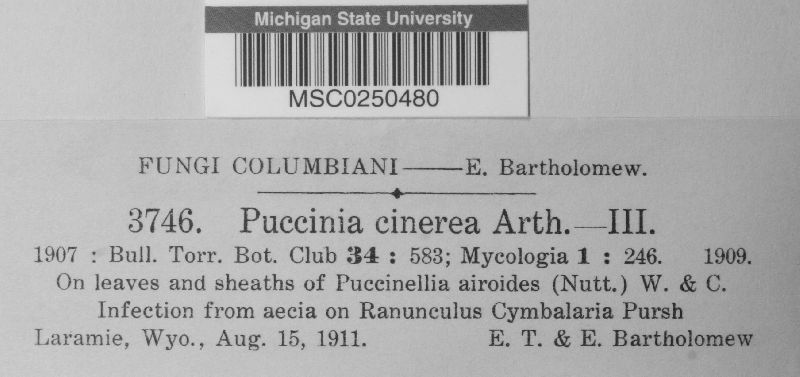 Michigan State University
MSC0250480
FUNGI COLUMBIANI——E. Bartholomew.
3746. Puccinia cinerea Arth.—III.
1907 : Bull. Torr. Bot. Club 34 : 583; Mycologia 1 : 246. 1909.
On leaves and sheaths of Puccinellia airoides (Nutt.) W. & C.
Infection from aecia on Ranunculus Cymbalaria Pursh
Laramie, Wyo., Aug. 15, 1911. E. T. & E. Bartholomew